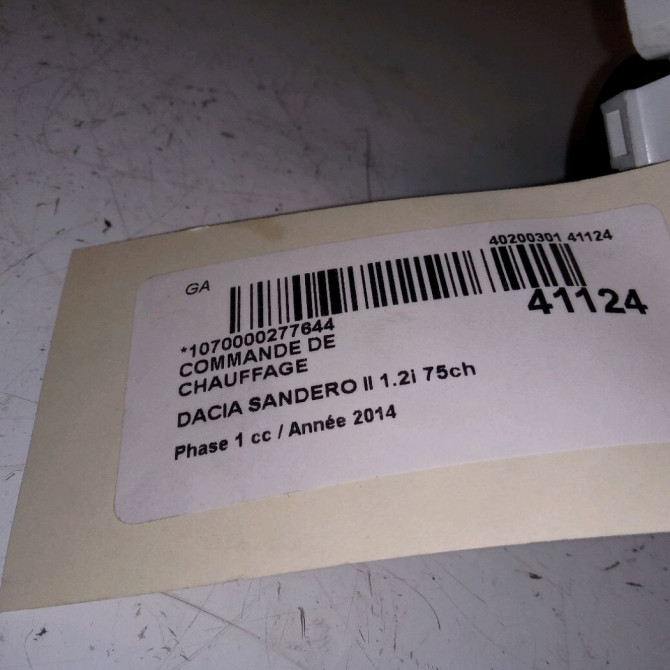 40200301 41124
GA
41124
*1070000277644
COMMANDE DE
CHAUFFAGE
DACIA SANDERO II 1.2i 75ch
Phase 1 cc / Année 2014